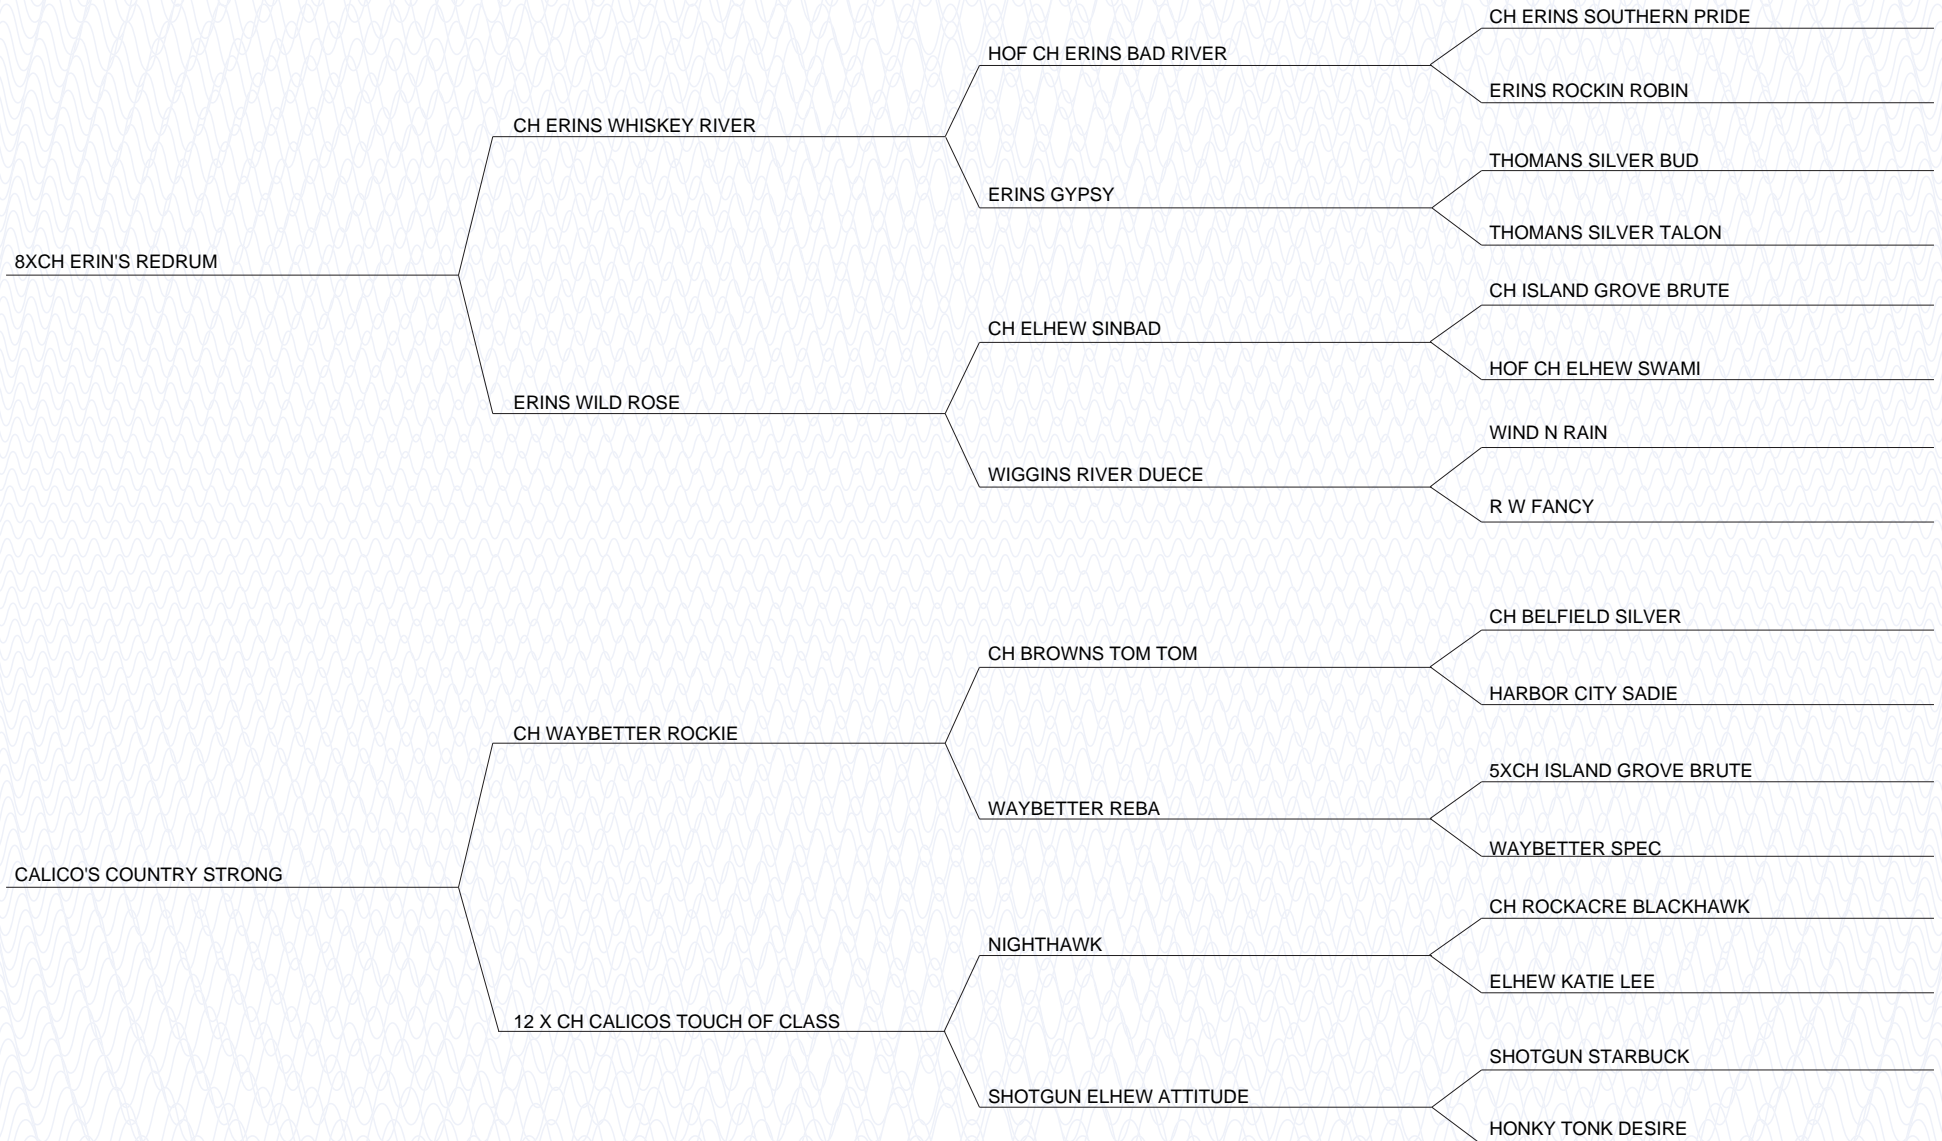 CH ERINS SOUTHERN PRIDE
HOF CH ERINS BAD RIVER
ERINS ROCKIN ROBIN
CH ERINS WHISKEY RIVER
THOMANS SILVER BUD
ERINS GYPSY
THOMANS SILVER TALON
8XCH ERIN'S REDRUM
CH ISLAND GROVE BRUTE
CH ELHEW SINBAD
HOF CH ELHEW SWAMI
ERINS WILD ROSE
WIND N RAIN
WIGGINS RIVER DUECE
R W FANCY
CH BELFIELD SILVER
CH BROWNS TOM TOM
HARBOR CITY SADIE
CH WAYBETTER ROCKIE
5XCH ISLAND GROVE BRUTE
WAYBETTER REBA
WAYBETTER SPEC
CALICO'S COUNTRY STRONG
CH ROCKACRE BLACKHAWK
NIGHTHAWK
ELHEW KATIE LEE
12 X CH CALICOS TOUCH OF CLASS
SHOTGUN STARBUCK
SHOTGUN ELHEW ATTITUDE
HONKY TONK DESIRE